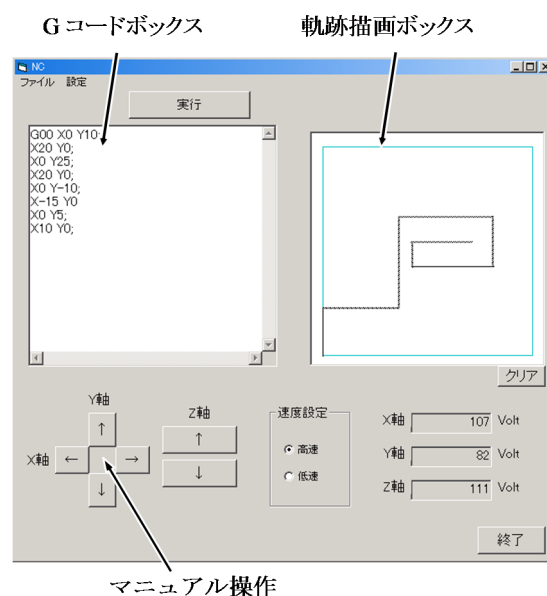 Gコードボックス 軌跡描画ボックス
NC
ファイル 設定
実行
G00 X0 Y10;
X20 Y0;
X0 Y25;
X20 Y0;
X0 Y-10;
X-15 Y0
X0 Y5;
X10 Y0;
クリア
Y軸
X軸 ↑ ← → ↓
Z軸
↑
↓
速度設定
高速
低速
X軸 107 Volt
Y軸 82 Volt
Z軸 111 Volt
終了
マニュアル操作